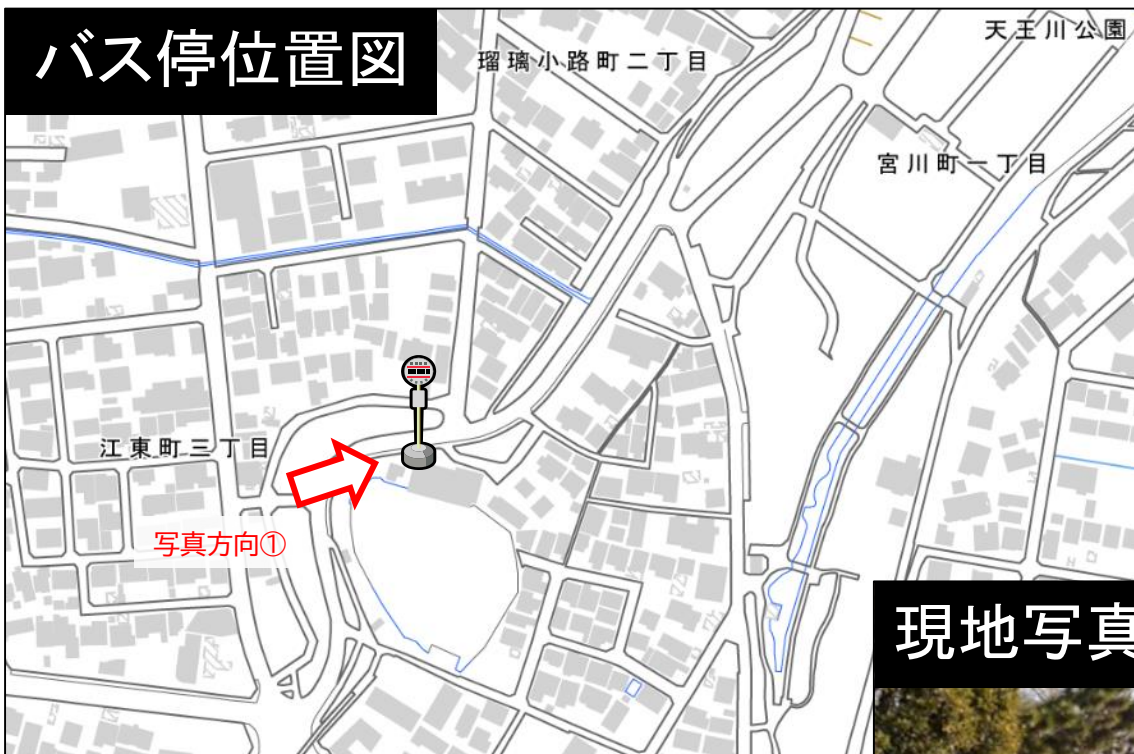 バス停位置図
瑠璃小路町二丁目
天王川公園
宮川町一丁目
江東町三丁目
写真方向①
現地写真